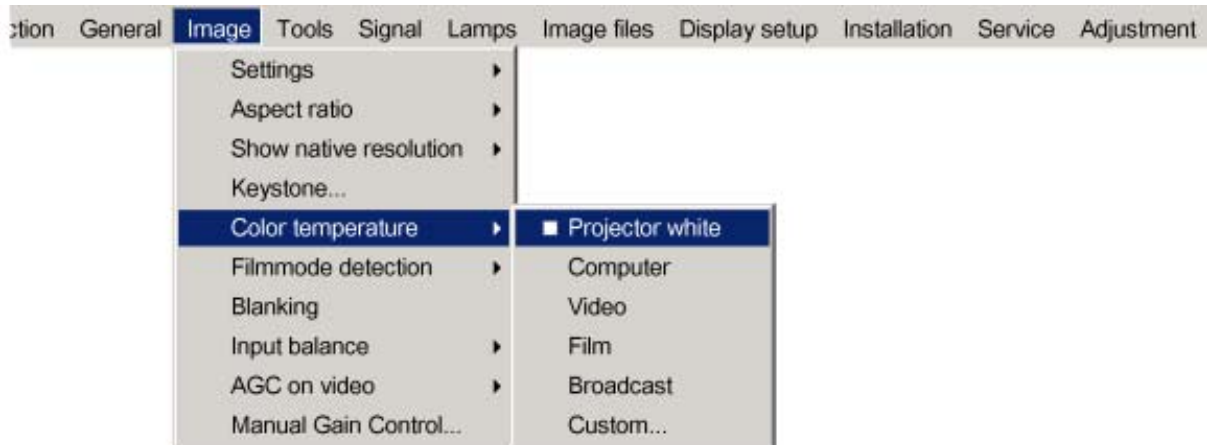 ction General Image Tools Signal Lamps Image files Display setup Installation Service Adjustment
Settings
Aspect ratio
Show native resolution
Keystone...
Color temperature
Projector white
Filmmode detection
Computer
Blanking
Video
Input balance
Film
AGC on video
Broadcast
Manual Gain Control...
Custom...